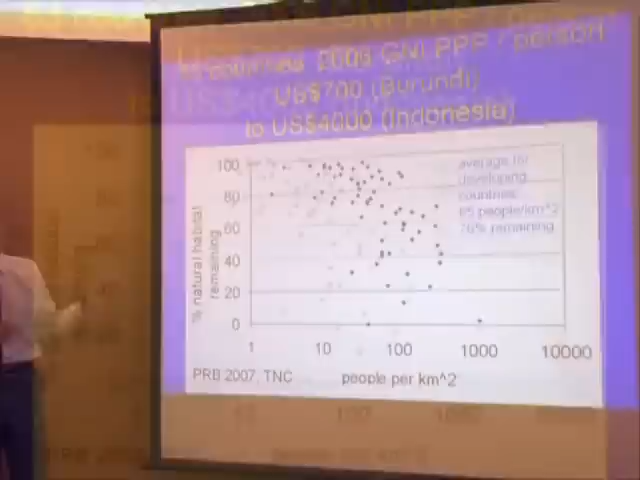 55 countries, 2006 GNI PPP / person
US$700 (Burundi)
to US$4000 (Indonesia)
average for
developing
countries:
65 people/km^2
76% remaining
% natural habitat
remaining
100
80
60
40
20
0
1 10 100 1000 10000
PRB 2007, TNC people per km^2